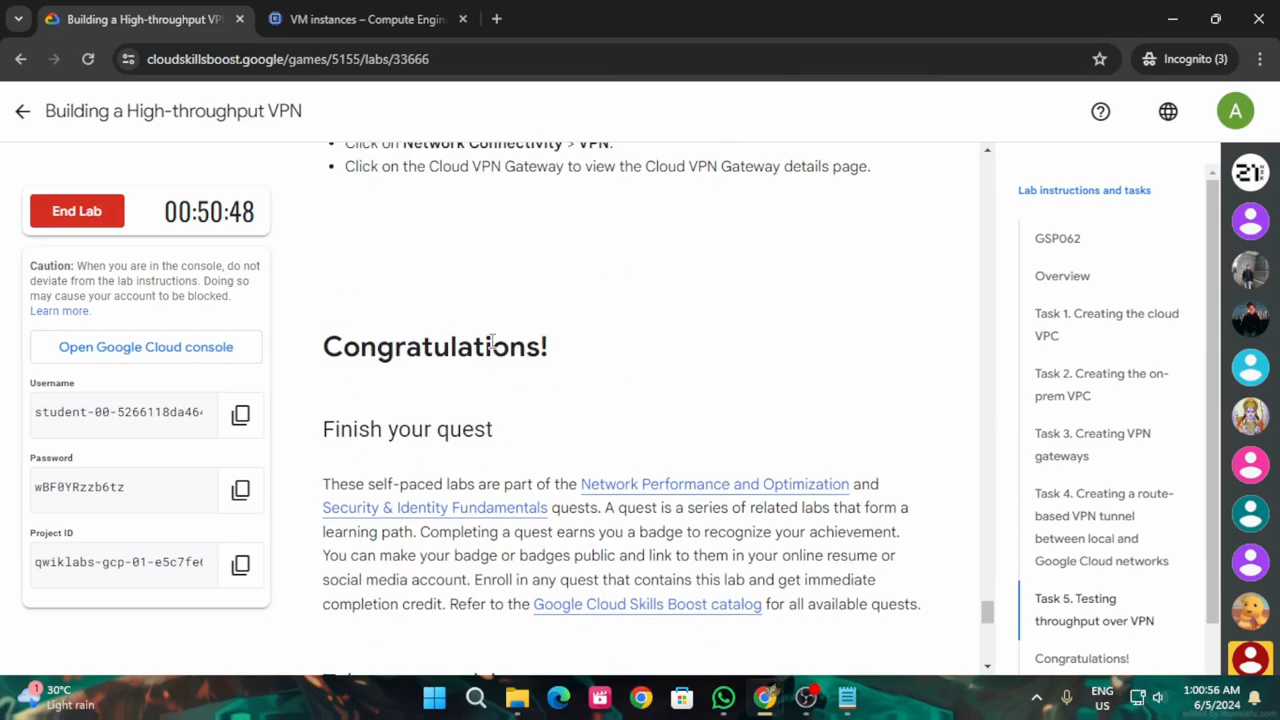 Building a High-throughput VP
VM instances – Compute Engin
cloudskillsboost.google/games/5155/labs/33666
Incognito (3)
Building a High-throughput VPN
A
End Lab
00:50:48
Caution: When you are in the console, do not
deviate from the lab instructions. Doing so
may cause your account to be blocked.
Learn more.
Open Google Cloud console
Username
student-00-5266118da464
Password
wBF0YRzzb6tz
Project ID
qwiklabs-gcp-01-e5c7fe6
• Click on Network Connectivity > VPN.
• Click on the Cloud VPN Gateway to view the Cloud VPN Gateway details page.
Congratulations!
Finish your quest
These self-paced labs are part of the Network Performance and Optimization and
Security & Identity Fundamentals quests. A quest is a series of related labs that form a
learning path. Completing a quest earns you a badge to recognize your achievement.
You can make your badge or badges public and link to them in your online resume or
social media account. Enroll in any quest that contains this lab and get immediate
completion credit. Refer to the Google Cloud Skills Boost catalog for all available quests.
Lab instructions and tasks
GSP062
Overview
Task 1. Creating the cloud
VPC
Task 2. Creating the on-
prem VPC
Task 3. Creating VPN
gateways
Task 4. Creating a route-
based VPN tunnel
between local and
Google Cloud networks
Task 5. Testing
throughput over VPN
Congratulations!
21
1
30°C
Light rain
ENG
US
1:00:56 AM
6/5/2024